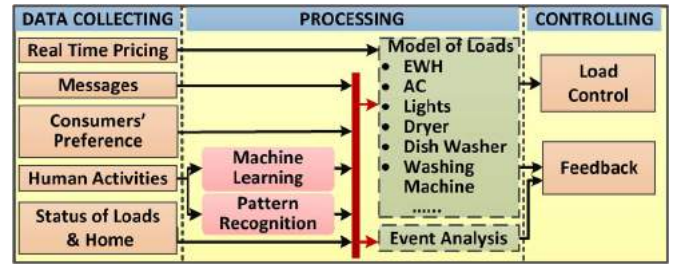 DATA COLLECTING
PROCESSING
CONTROLLING
Real Time Pricing
Messages
Consumers'
Preference
Human Activities
Status of Loads
& Home
Machine
Learning
Pattern
Recognition
Model of Loads
• EWH
• AC
• Lights
• Dryer
• Dish Washer
• Washing
Machine
......
Event Analysis
Load
Control
Feedback